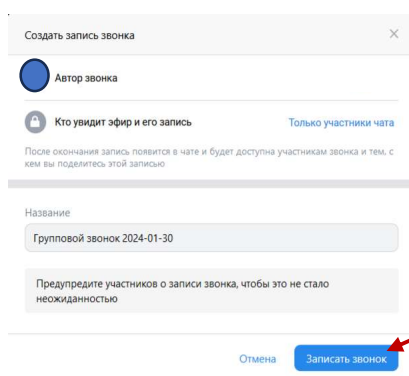 Создать запись звонка
Автор звонка
Кто увидит эфир и его запись Только участники чата
После окончания запись появится в чате и будет доступна участникам звонка и тем, с
кем вы поделитесь этой записью
Название
Групповой звонок 2024-01-30
Предупредите участников о записи звонка, чтобы это не стало
неожиданностью
Отмена Записать звонок